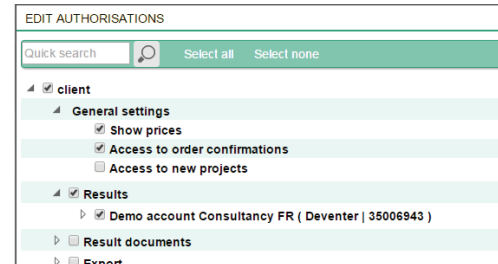 EDIT AUTHORISATIONS
Quick search Select all Select none
client
General settings
Show prices
Access to order confirmations
Access to new projects
Results
Demo account Consultancy FR ( Deventer | 35006943 )
Result documents
Export